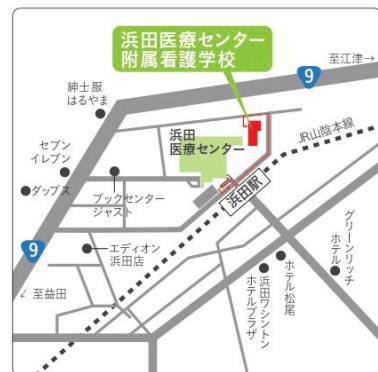 浜田医療センター
附属看護学校
至江津→
9
紳士服
はるやま
JR山陰本線
浜田
医療センター
セブン
イレブン
ダップス
ブックセンター
ジャスト
浜田駅
グリーンリッチ
ホテル
9
エディオン
浜田店
ホテル松尾
浜田ワシントン
ホテルプラザ
↙至益田